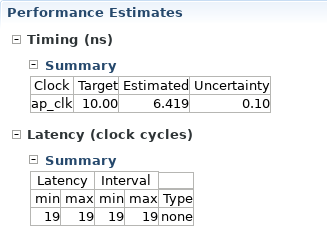 Performance Estimates
Timing (ns)
Summary
Clock Target Estimated Uncertainty
ap_clk 10.00 6.419 0.10
Latency (clock cycles)
Summary
Latency Interval
min max min max Type
19 19 19 19 none